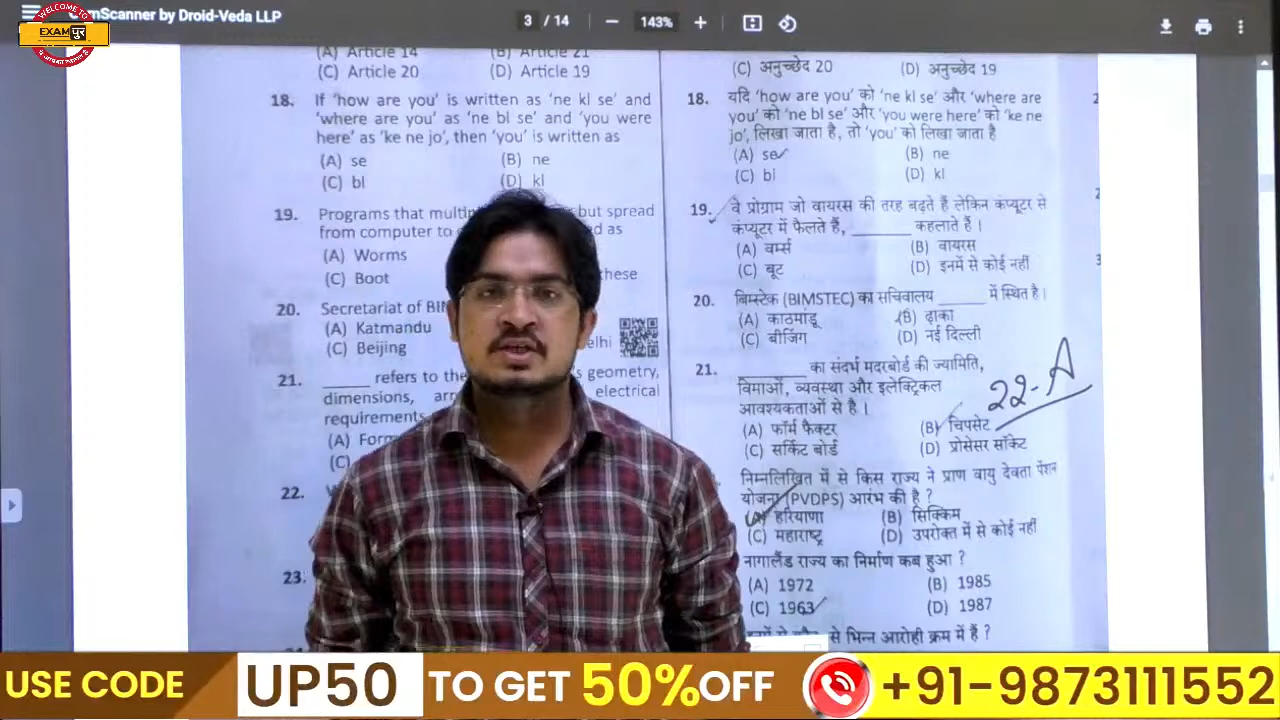 CamScanner by Droid-Veda LLP
3 / 14
143%
WELCOME TO
EXAMपुर
(A) Article 14 (B) Article 21
(C) Article 20 (D) Article 19
18. If 'how are you' is written as 'ne kl se' and
'where are you' as 'ne bl se' and 'you were
here' as 'ke ne jo', then 'you' is written as
(A) se (B) ne
(C) bl (D) kl
19. Programs that but spread
from computer to as
(A) Worms
(C) Boot these
20. Secretariat of
(A) Katmandu
(C) Beijing
21. _____ refers to the geometry,
dimensions, electrical
requirements
(A)
(C)
22.
23.
(C) अनुच्छेद 20 (D) अनुच्छेद 19
18. यदि 'how are you' को 'ne kl se' और 'where are
you' को 'ne bl se' और 'you were here' को 'ke ne
jo', लिखा जाता है, तो 'you' को लिखा जाता है
(A) se (B) ne
(C) bl (D) kl
19. वे प्रोग्राम जो वायरस की तरह बढ़ते हैं लेकिन कंप्यूटर से
कंप्यूटर में फैलते हैं, _______ कहलाते हैं ।
(A) वर्म्स (B) वायरस
(C) बूट (D) इनमें से कोई नहीं
20. बिम्स्टेक (BIMSTEC) का सचिवालय _____ में स्थित है ।
(A) काठमांडू (B) ढ़ाका
(C) बीजिंग (D) नई दिल्ली
21. ________ का संदर्भ मदरबोर्ड की ज्यामिति,
विमाओं, व्यवस्था और इलेक्ट्रिकल
आवश्यकताओं से है ।
22-A
(A) फॉर्म फैक्टर (B) चिपसेट
(C) सर्किट बोर्ड (D) प्रोसेसर सॉकेट
निम्नलिखित में से किस राज्य ने प्राण वायु देवता पेंशन
योजना (PVDPS) आरंभ की है ?
(A) हरियाणा (B) सिक्किम
(C) महाराष्ट्र (D) उपरोक्त में से कोई नहीं
नागालैंड राज्य का निर्माण कब हुआ ?
(A) 1972 (B) 1985
(C) 1963 (D) 1987
से भिन्न आरोही क्रम में हैं ?
USE CODE UP50 TO GET 50% OFF +91-9873111552